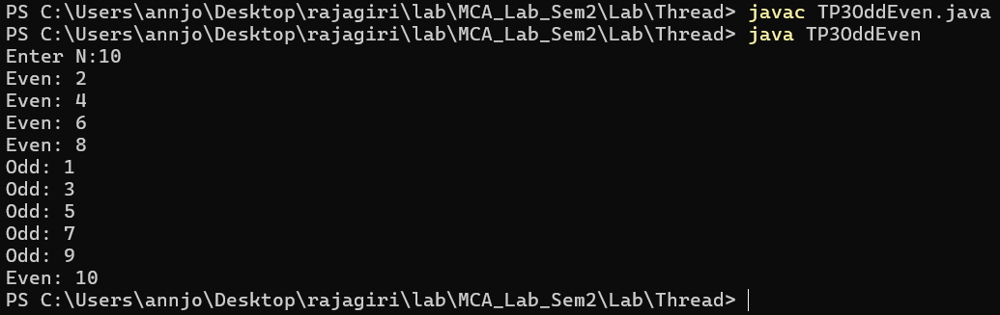 PS C:\Users\annjo\Desktop\rajagiri\lab\MCA_Lab_Sem2\Lab\Thread> javac TP3OddEven.java
PS C:\Users\annjo\Desktop\rajagiri\lab\MCA_Lab_Sem2\Lab\Thread> java TP3OddEven
Enter N:10
Even: 2
Even: 4
Even: 6
Even: 8
Odd: 1
Odd: 3
Odd: 5
Odd: 7
Odd: 9
Even: 10
PS C:\Users\annjo\Desktop\rajagiri\lab\MCA_Lab_Sem2\Lab\Thread>